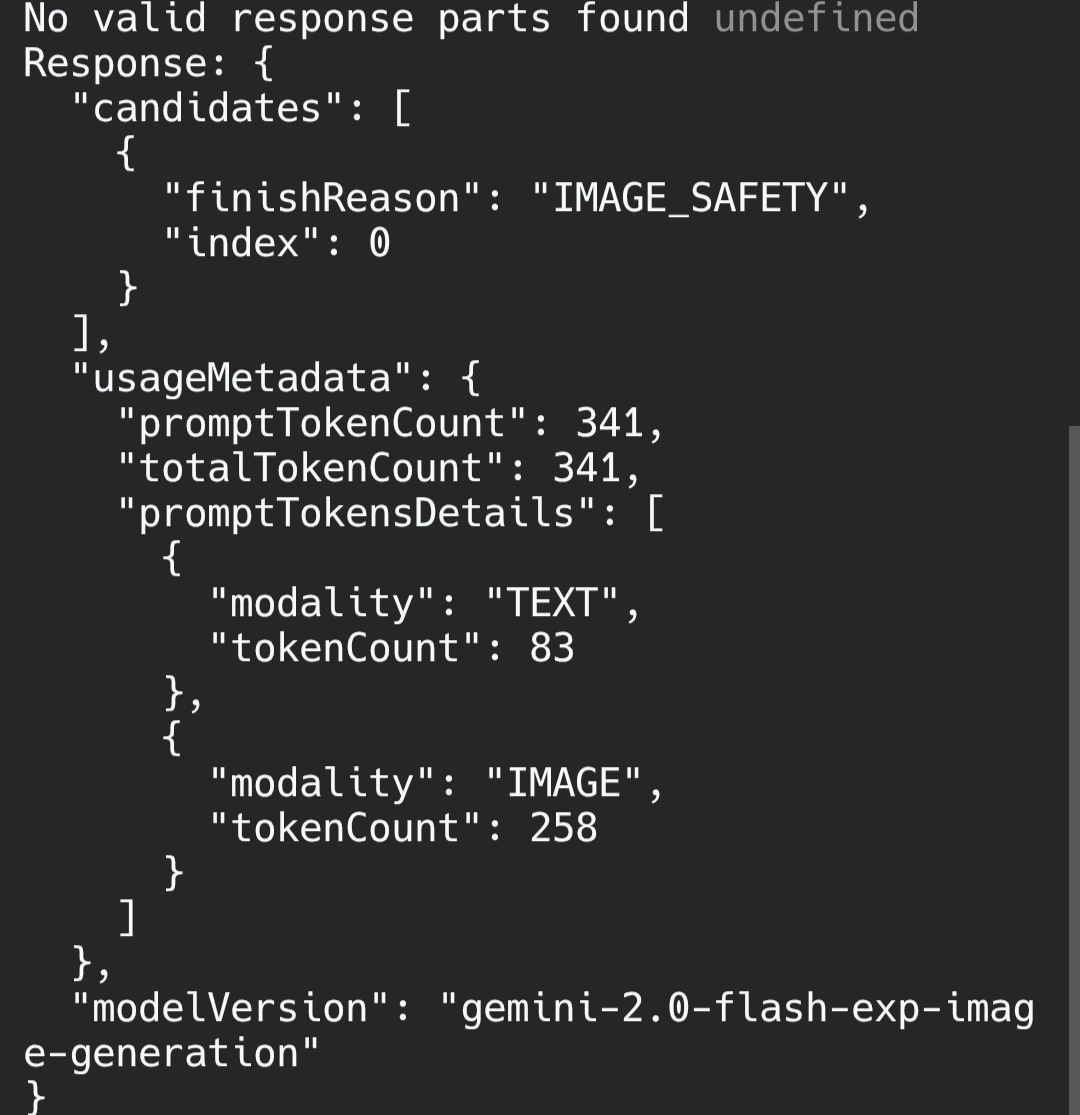 No valid response parts found undefined
Response: {
  "candidates": [
    {
      "finishReason": "IMAGE_SAFETY",
      "index": 0
    }
  ],
  "usageMetadata": {
    "promptTokenCount": 341,
    "totalTokenCount": 341,
    "promptTokensDetails": [
      {
        "modality": "TEXT",
        "tokenCount": 83
      },
      {
        "modality": "IMAGE",
        "tokenCount": 258
      }
    ]
  },
  "modelVersion": "gemini-2.0-flash-exp-imag
e-generation"
}